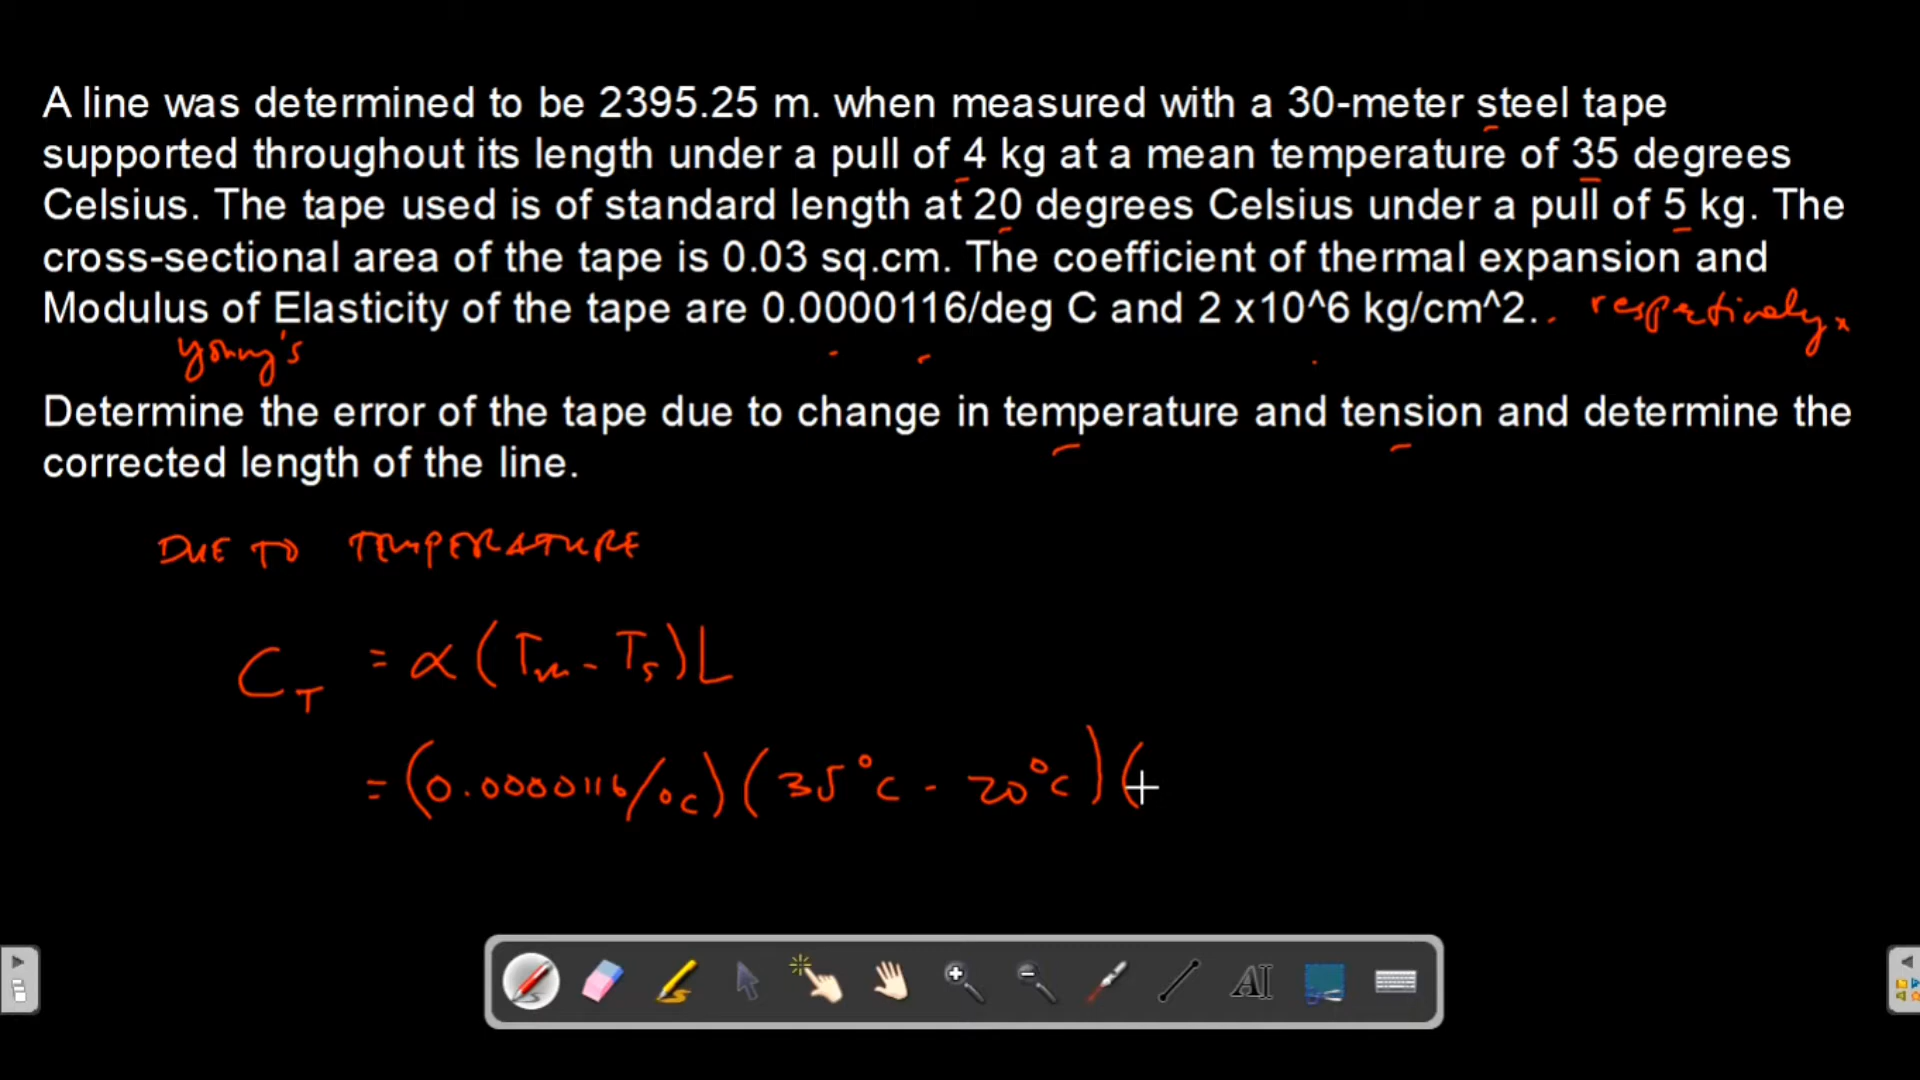 A line was determined to be 2395.25 m. when measured with a 30-meter steel tape
supported throughout its length under a pull of 4 kg at a mean temperature of 35 degrees
Celsius. The tape used is of standard length at 20 degrees Celsius under a pull of 5 kg. The
cross-sectional area of the tape is 0.03 sq.cm. The coefficient of thermal expansion and
Modulus of Elasticity of the tape are 0.0000116/deg C and 2 x10^6 kg/cm^2.. respectively.
young's
Determine the error of the tape due to change in temperature and tension and determine the
corrected length of the line.
DUE TO TEMPERATURE
C_T = α(T_m - T_s)L
= (0.0000116/°C)(35°C - 20°C)(
AI